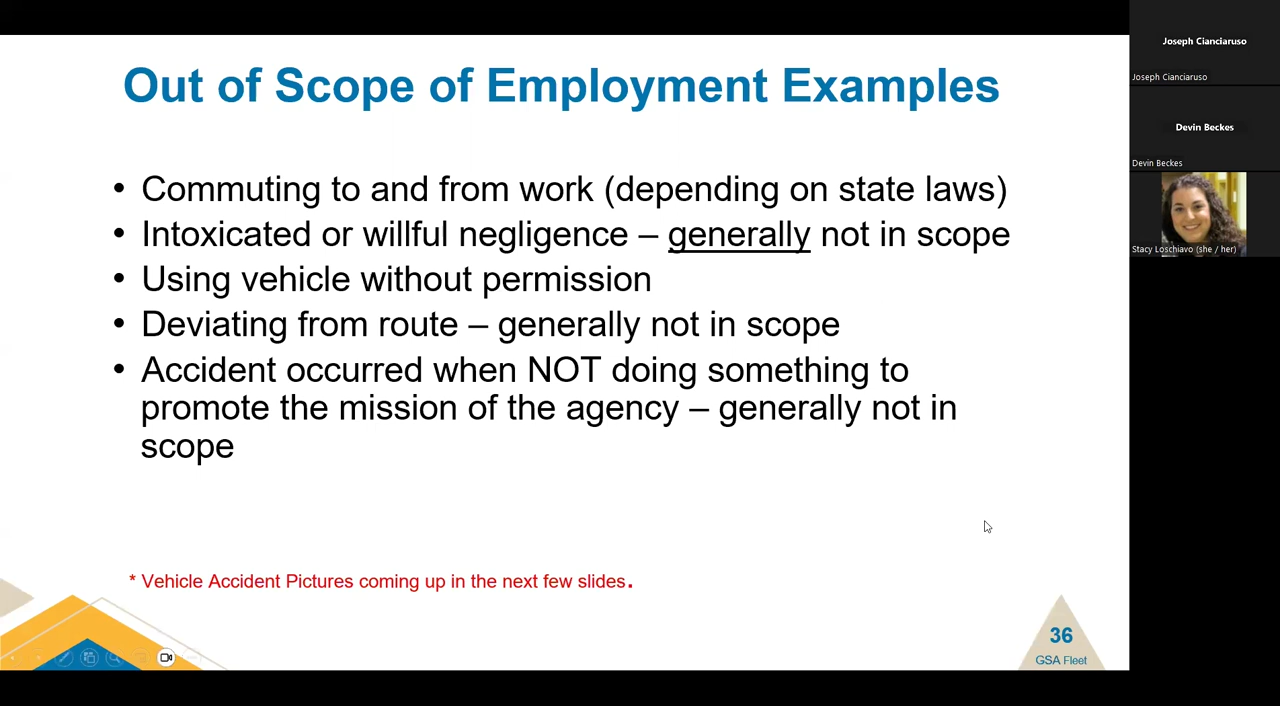 Out of Scope of Employment Examples
• Commuting to and from work (depending on state laws)
• Intoxicated or willful negligence – generally not in scope
• Using vehicle without permission
• Deviating from route – generally not in scope
• Accident occurred when NOT doing something to
promote the mission of the agency – generally not in
scope
* Vehicle Accident Pictures coming up in the next few slides.
36
GSA Fleet
Joseph Cianciaruso
Joseph Cianciaruso
Devin Beckes
Devin Beckes
Stacy Loschiavo (she / her)